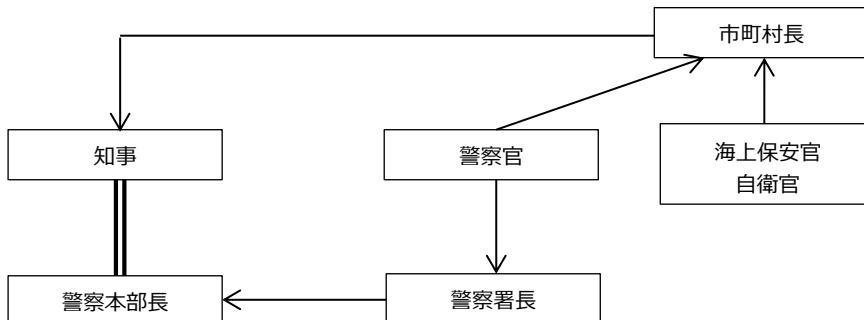 市町村長
知事
警察官
海上保安官
自衛官
警察本部長
警察署長